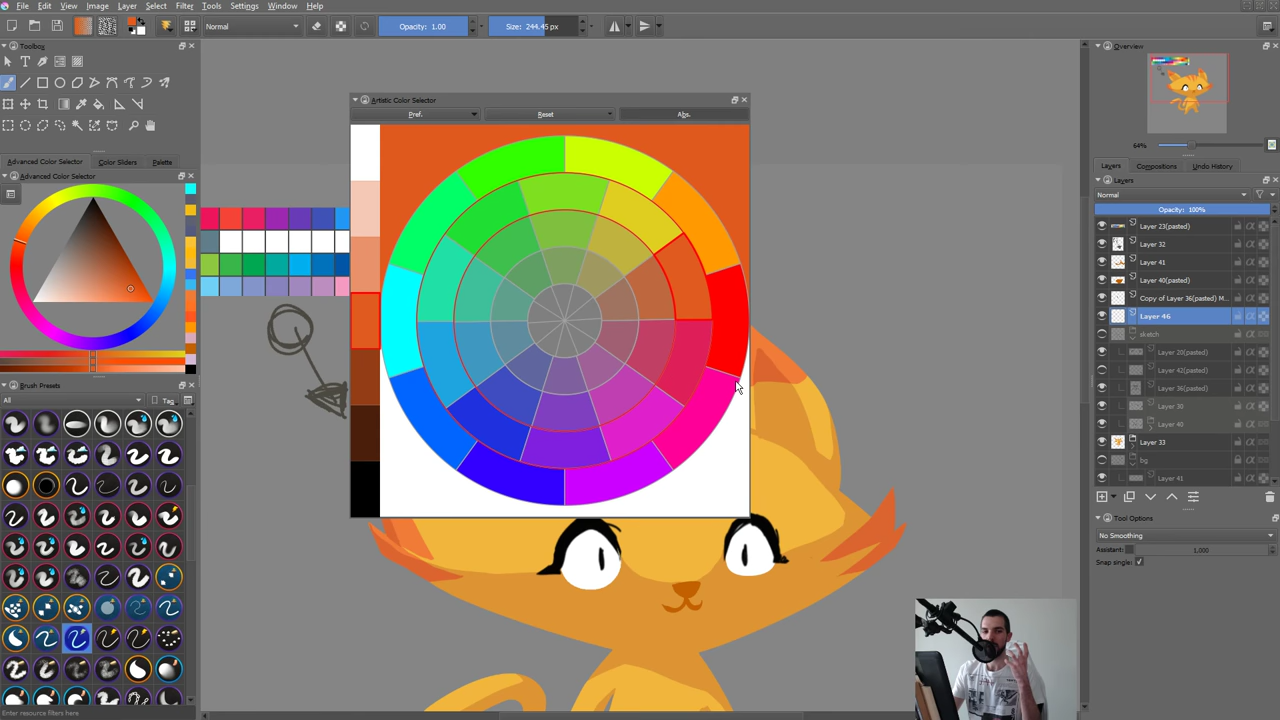 File Edit View Image Layer Select Filter Tools Settings Window Help
Normal Opacity: 1.00 Size: 244.45 px
Toolbox
Advanced Color Selector Color Sliders Palette
Advanced Color Selector
Brush Presets
All Tag
Enter resource filters here
Artistic Color Selector
Pref. Reset Abs.
Overview
64%
Layers Compositions Undo History
Layers
Normal
Opacity: 100%
Layer 23(pasted)
Layer 32
Layer 41
Layer 40(pasted)
Copy of Layer 36(pasted) M...
Layer 46
sketch
Layer 20(pasted)
Layer 42(pasted)
Layer 36(pasted)
Layer 30
Layer 40
Layer 33
bg
Layer 41
Tool Options
No Smoothing
Assistant: 1.000
Snap single: